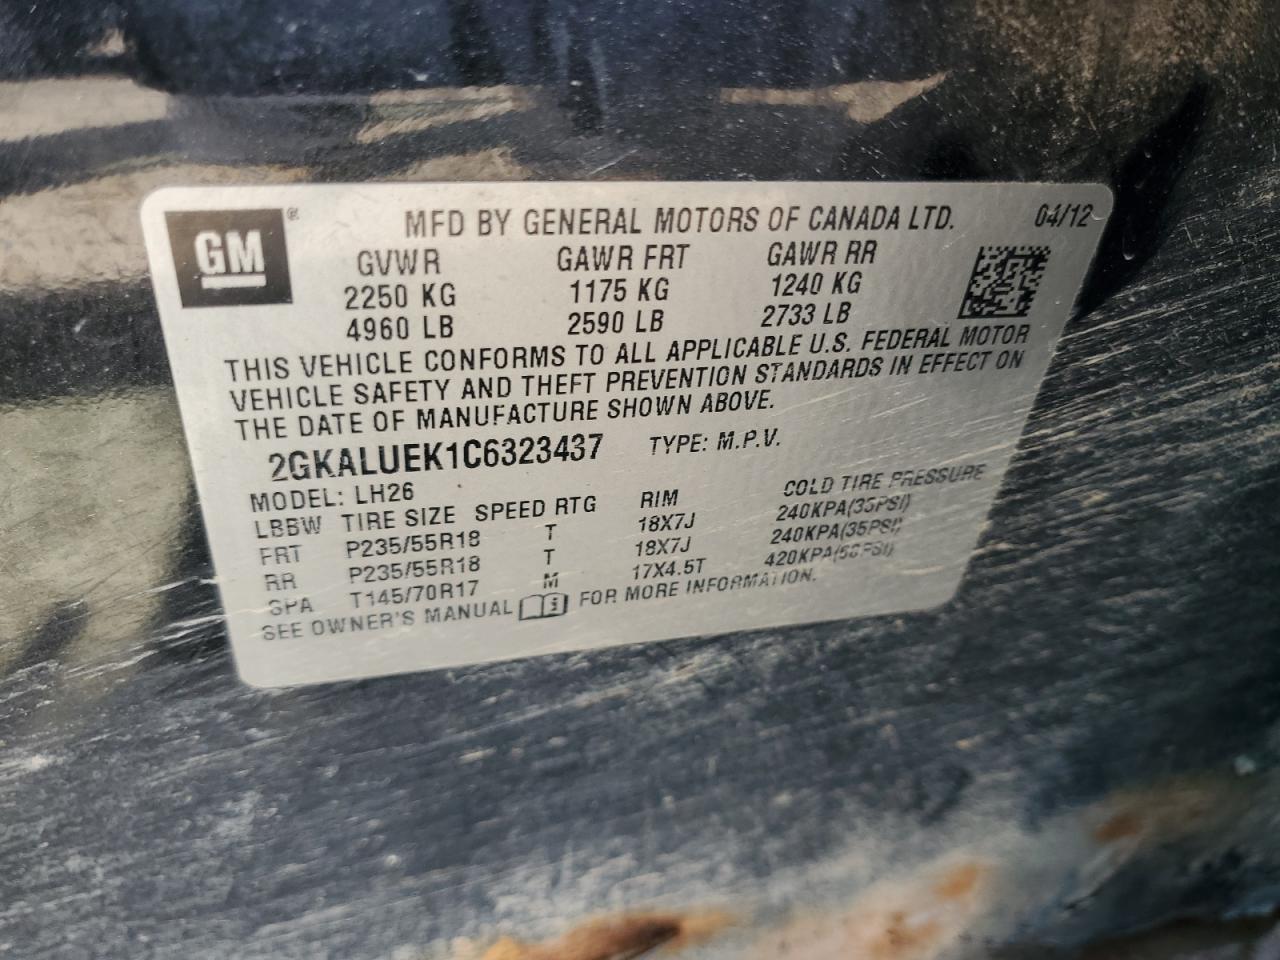 GM ® MFD BY GENERAL MOTORS OF CANADA LTD. 04/12
GVWR GAWR FRT GAWR RR
2250 KG 1175 KG 1240 KG
4960 LB 2590 LB 2733 LB
THIS VEHICLE CONFORMS TO ALL APPLICABLE U.S. FEDERAL MOTOR
VEHICLE SAFETY AND THEFT PREVENTION STANDARDS IN EFFECT ON
THE DATE OF MANUFACTURE SHOWN ABOVE.
2GKALUEK1C6323437 TYPE: M.P.V.
MODEL: LH26
LBBW TIRE SIZE SPEED RTG RIM COLD TIRE PRESSURE
FRT P235/55R18 T 18X7J 240KPA(35PSI)
RR P235/55R18 T 18X7J 240KPA(35PSI)
SPA T145/70R17 M 17X4.5T 420KPA(60PSI)
SEE OWNER'S MANUAL FOR MORE INFORMATION.